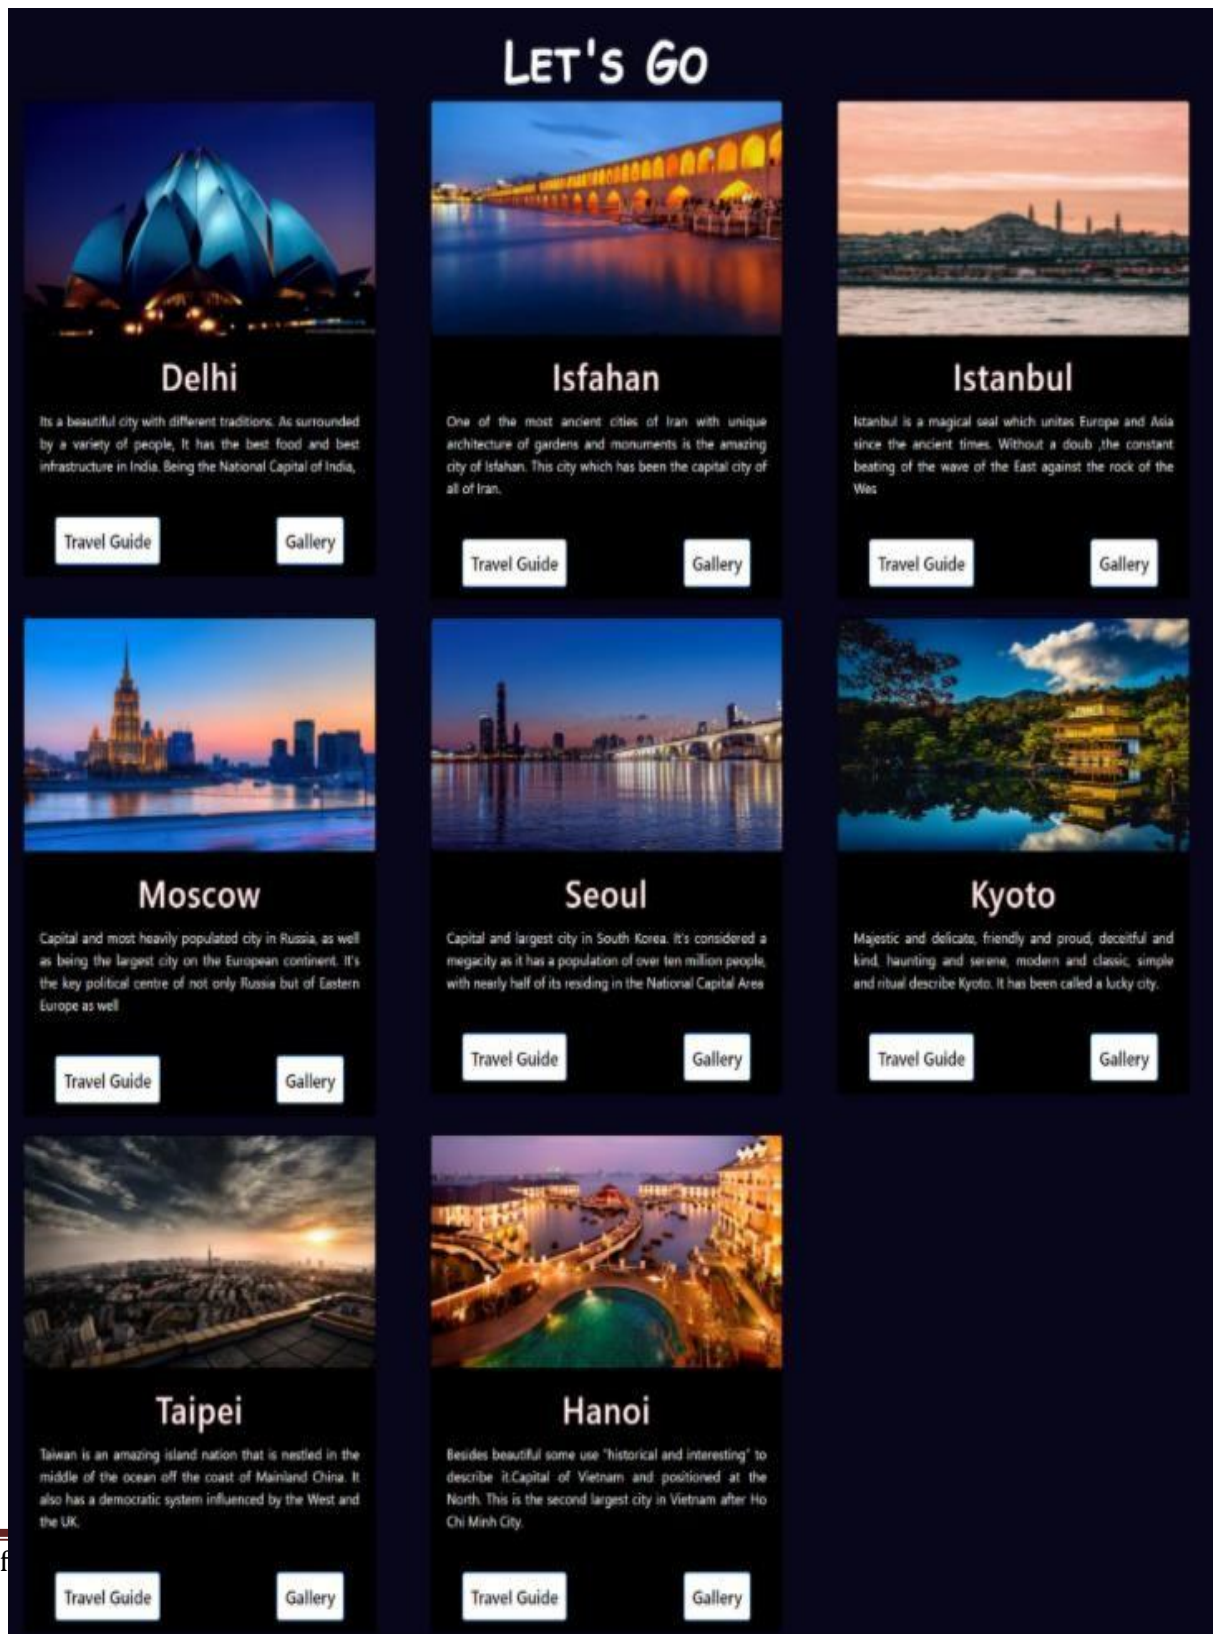 LET'S GO
Delhi
Its a beautiful city with different traditions. As surrounded
by a variety of people, It has the best food and best
infrastructure in India. Being the National Capital of India,
Travel Guide
Gallery
Isfahan
One of the most ancient cities of Iran with unique
architecture of gardens and monuments is the amazing
city of Isfahan. This city which has been the capital city of
all of Iran.
Travel Guide
Gallery
Istanbul
Istanbul is a magical seal which unites Europe and Asia
since the ancient times. Without a doub ,the constant
beating of the wave of the East against the rock of the
Wes
Travel Guide
Gallery
Moscow
Capital and most heavily populated city in Russia, as well
as being the largest city on the European continent. It's
the key political centre of not only Russia but of Eastern
Europe as well
Travel Guide
Gallery
Seoul
Capital and largest city in South Korea. It's considered a
megacity as it has a population of over ten million people,
with nearly half of its residing in the National Capital Area
Travel Guide
Gallery
Kyoto
Majestic and delicate, friendly and proud, deceitful and
kind, haunting and serene, modern and classic, simple
and ritual describe Kyoto. It has been called a lucky city.
Travel Guide
Gallery
Taipei
Taiwan is an amazing island nation that is nestled in the
middle of the ocean off the coast of Mainland China. It
also has a democratic system influenced by the West and
the UK.
Travel Guide
Gallery
Hanoi
Besides beautiful some use "historical and interesting" to
describe it.Capital of Vietnam and positioned at the
North. This is the second largest city in Vietnam after Ho
Chi Minh City.
Travel Guide
Gallery
f